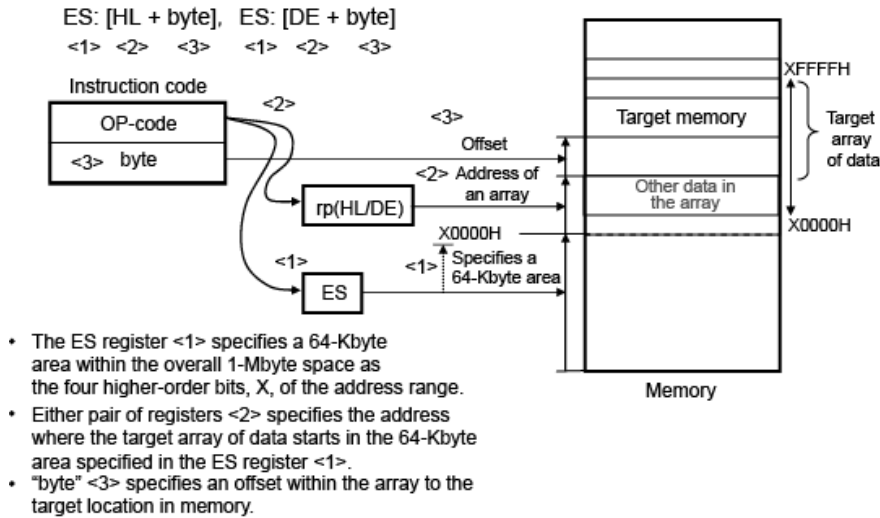 ES: [HL + byte], ES: [DE + byte]
<1> <2> <3> <1> <2> <3>
Instruction code
<2>
OP-code
<3> byte
<3>
Offset
<2> Address of
an array
rp(HL/DE)
X0000H
<1>
<1>
Specifies a
64-Kbyte area
ES
XFFFFH
Target memory
Target
array
of data
Other data in
the array
X0000H
Memory
• The ES register <1> specifies a 64-Kbyte
area within the overall 1-Mbyte space as
the four higher-order bits, X, of the address range.
• Either pair of registers <2> specifies the address
where the target array of data starts in the 64-Kbyte
area specified in the ES register <1>.
• “byte” <3> specifies an offset within the array to the
target location in memory.